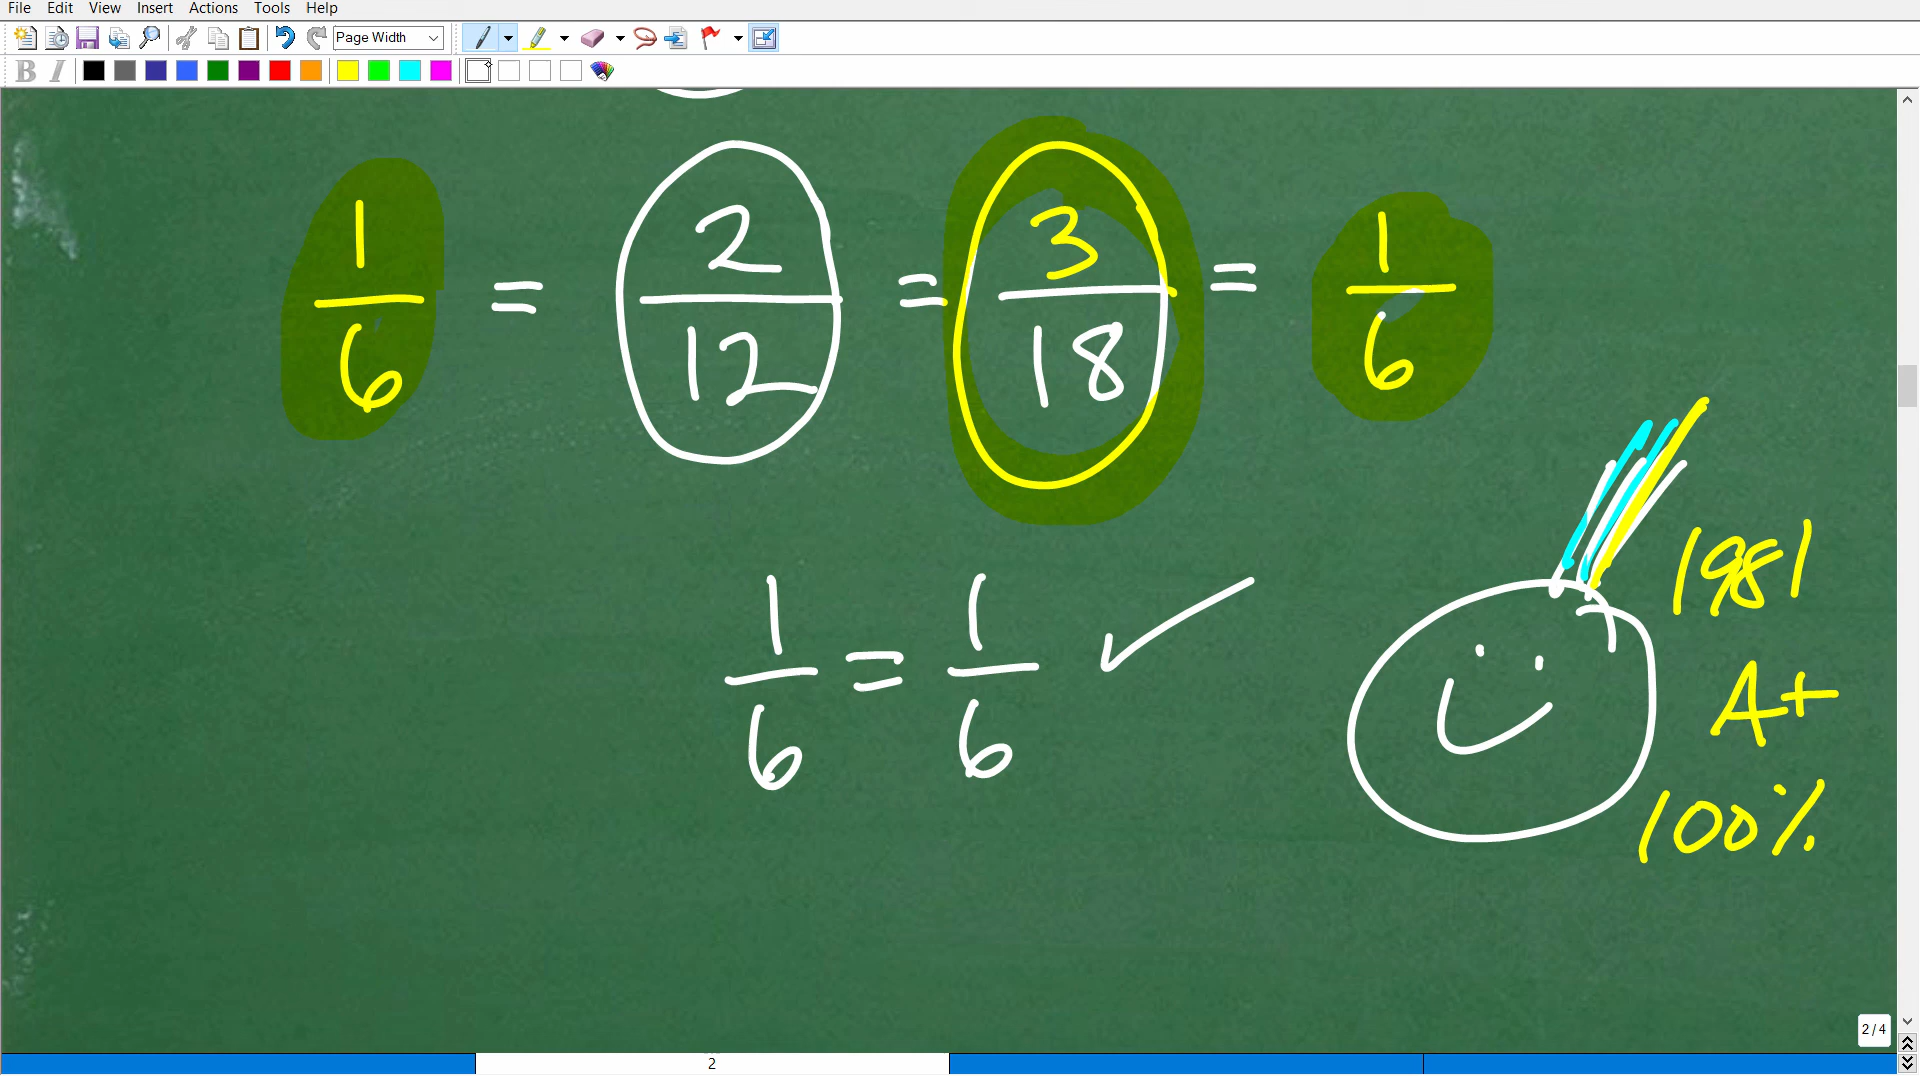 File Edit View Insert Actions Tools Help
Page Width
B I
1/6 = 2/12 = 3/18 = 1/6
1/6 = 1/6 ✓
1981
A+
100%
2 / 4
2